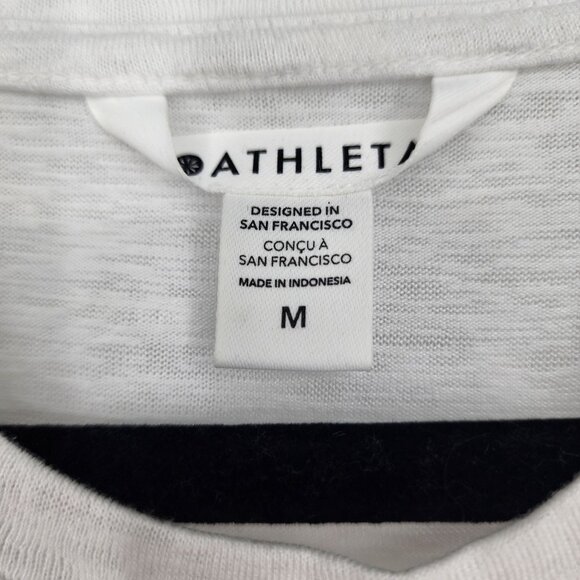 ATHLETA
DESIGNED IN
SAN FRANCISCO
CONÇU À
SAN FRANCISCO
MADE IN INDONESIA
M